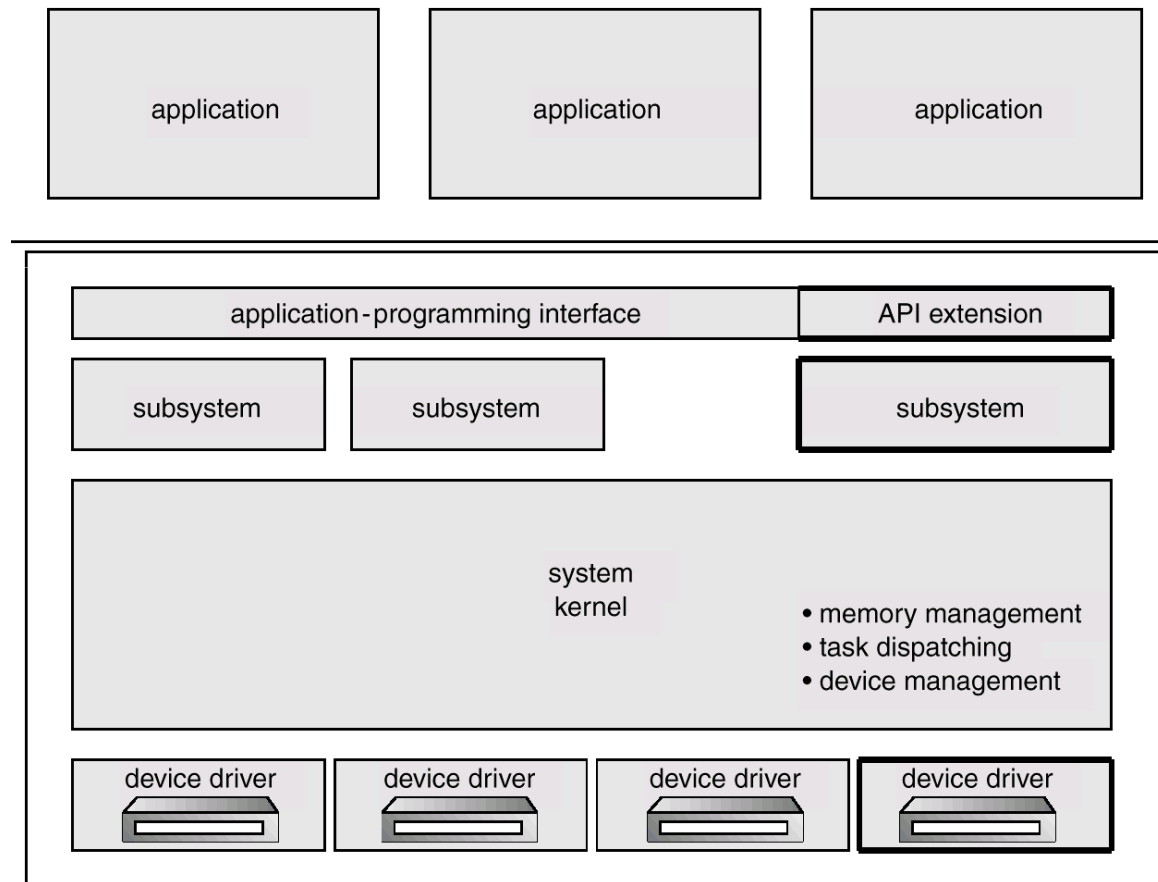 application
application
application
application-programming interface
API extension
subsystem
subsystem
subsystem
system
kernel
• memory management
• task dispatching
• device management
device driver
device driver
device driver
device driver